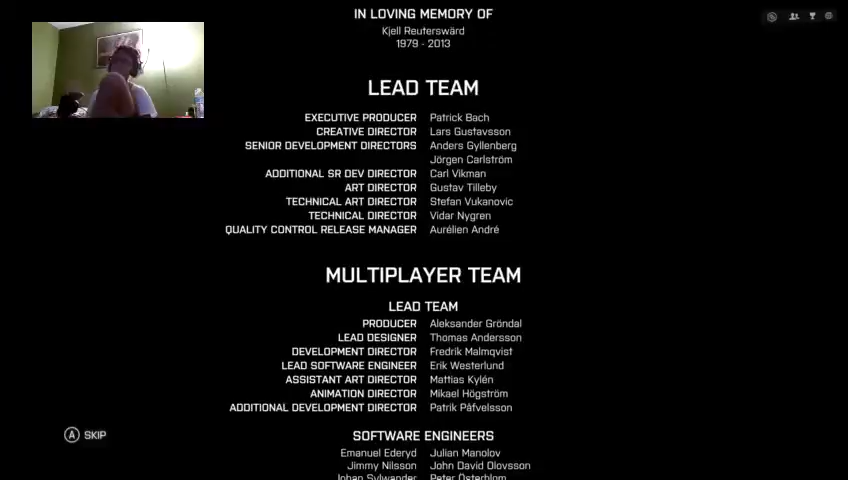 IN LOVING MEMORY OF
Kjell Reuterswärd
1979 - 2013
LEAD TEAM
EXECUTIVE PRODUCER Patrick Bach
CREATIVE DIRECTOR Lars Gustavsson
SENIOR DEVELOPMENT DIRECTORS Anders Gyllenberg
Jörgen Carlström
ADDITIONAL SR DEV DIRECTOR Carl Vikman
ART DIRECTOR Gustav Tilleby
TECHNICAL ART DIRECTOR Stefan Vukanovic
TECHNICAL DIRECTOR Vidar Nygren
QUALITY CONTROL RELEASE MANAGER Aurélien André
MULTIPLAYER TEAM
LEAD TEAM
PRODUCER Aleksander Gröndal
LEAD DESIGNER Thomas Andersson
DEVELOPMENT DIRECTOR Fredrik Malmqvist
LEAD SOFTWARE ENGINEER Erik Westerlund
ASSISTANT ART DIRECTOR Mattias Kylén
ANIMATION DIRECTOR Mikael Högström
ADDITIONAL DEVELOPMENT DIRECTOR Patrik Påfvelsson
A SKIP
SOFTWARE ENGINEERS
Emanuel Ederyd Julian Manolov
Jimmy Nilsson John David Olovsson
Johan Sylwander Peter Österblom